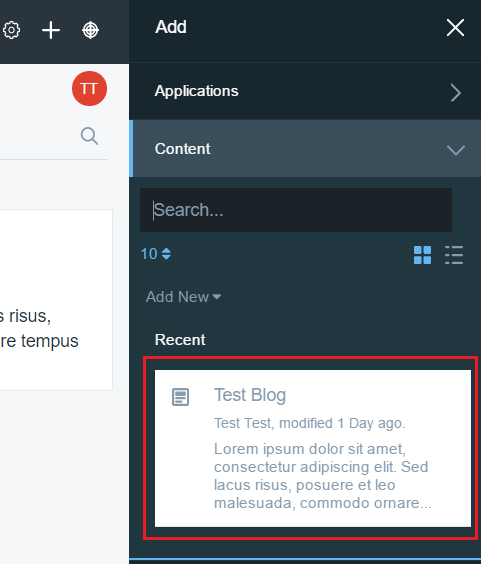 Add
TT
Applications
Content
Search...
10
Add New
Recent
risus,
re tempus
Test Blog
Test Test, modified 1 Day ago.
Lorem ipsum dolor sit amet,
consectetur adipiscing elit. Sed
lacus risus, posuere et leo
malesuada, commodo ornare...